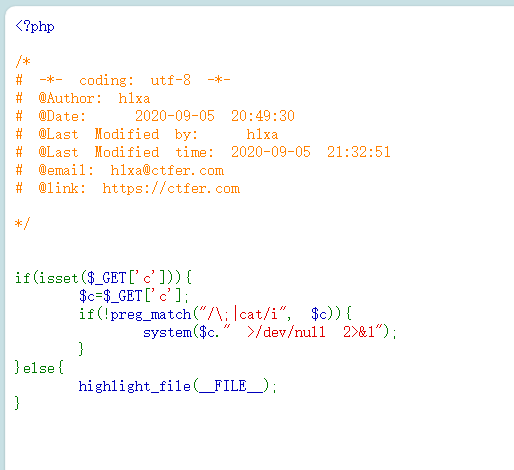 <?php
/*
# -*- coding: utf-8 -*-
# @Author: h1xa
# @Date: 2020-09-05 20:49:30
# @Last Modified by: h1xa
# @Last Modified time: 2020-09-05 21:32:51
# @email: h1xa@ctfer.com
# @link: https://ctfer.com
*/
if(isset($_GET['c'])){
$c=$_GET['c'];
if(!preg_match("/\;|cat/i", $c)){
system($c." >/dev/null 2>&1");
}
}else{
highlight_file(__FILE__);
}